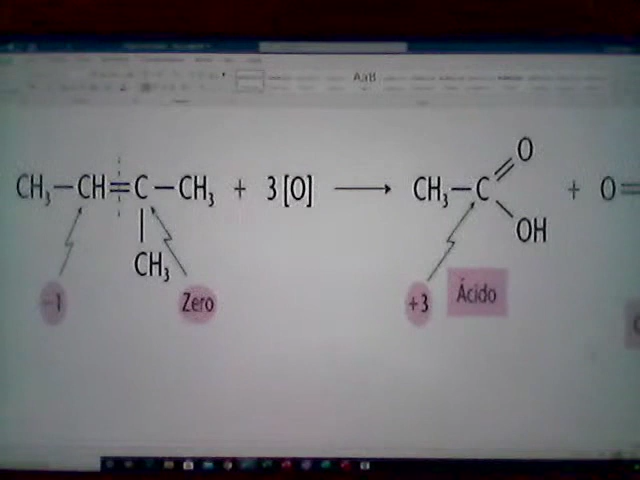 AaB
O
CH₃—CH=C—CH₃ + 3[O] → CH₃—C + O=
OH
CH₃
−1
Zero
+3
Ácido